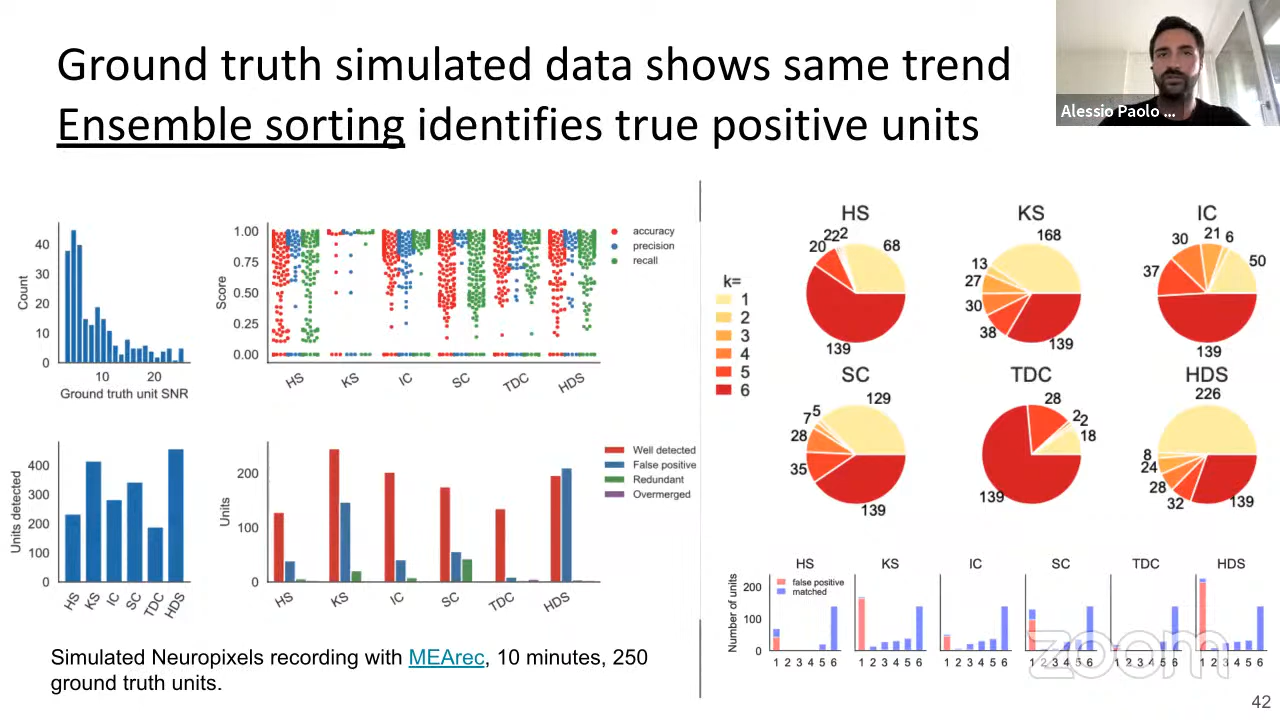 Ground truth simulated data shows same trend
Ensemble sorting identifies true positive units
Alessio Paolo ...
Count
40
30
20
10
0
10 20
Ground truth unit SNR
Score
1.00
0.75
0.50
0.25
0.00
HS KS IC SC TDC HDS
accuracy
precision
recall
Units detected
400
300
200
100
0
HS KS IC SC TDC HDS
Units
200
100
0
HS KS IC SC TDC HDS
Well detected
False positive
Redundant
Overmerged
Simulated Neuropixels recording with MEArec, 10 minutes, 250
ground truth units.
k=
1
2
3
4
5
6
HS
20 2 2 2 68
139
KS
168
13
27
30
38
139
IC
21 6
30
37
50
139
SC
129
5
7
28
35
139
TDC
28
2 2
18
139
HDS
226
8
24
28
32
139
Number of units
200
100
0
HS KS IC SC TDC HDS
false positive
matched
1 2 3 4 5 6 1 2 3 4 5 6 1 2 3 4 5 6 1 2 3 4 5 6 1 2 3 4 5 6 1 2 3 4 5 6
zoom
42